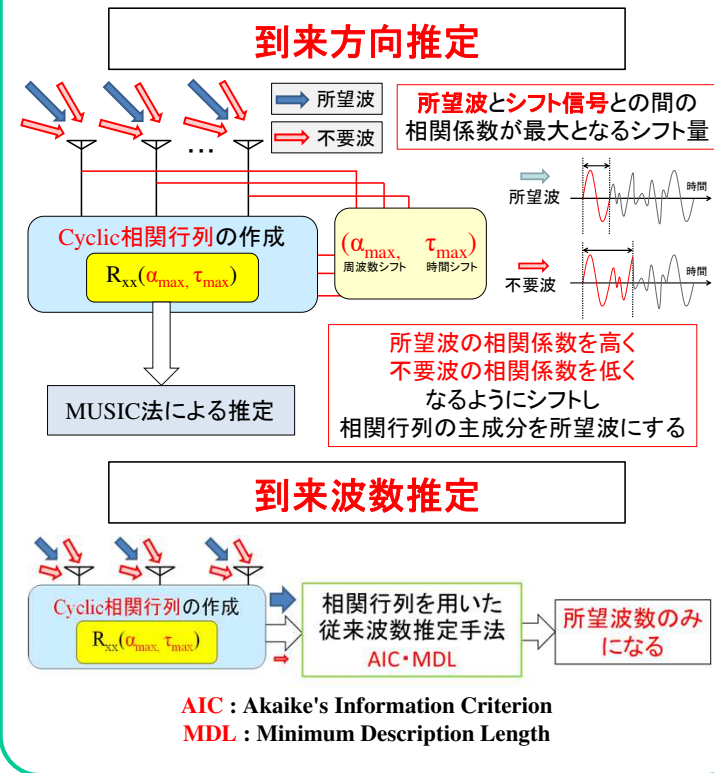 到来方向推定
所望波
不要波
所望波とシフト信号との間の
相関係数が最大となるシフト量
...
所望波
時間
不要波
時間
Cyclic相関行列の作成
Rxx(αmax, τmax)
(αmax, τmax)
周波数シフト 時間シフト
MUSIC法による推定
所望波の相関係数を高く
不要波の相関係数を低く
なるようにシフトし
相関行列の主成分を所望波にする
到来波数推定
Cyclic相関行列の作成
Rxx(αmax, τmax)
相関行列を用いた
従来波数推定手法
AIC・MDL
所望波数のみ
になる
AIC : Akaike's Information Criterion
MDL : Minimum Description Length